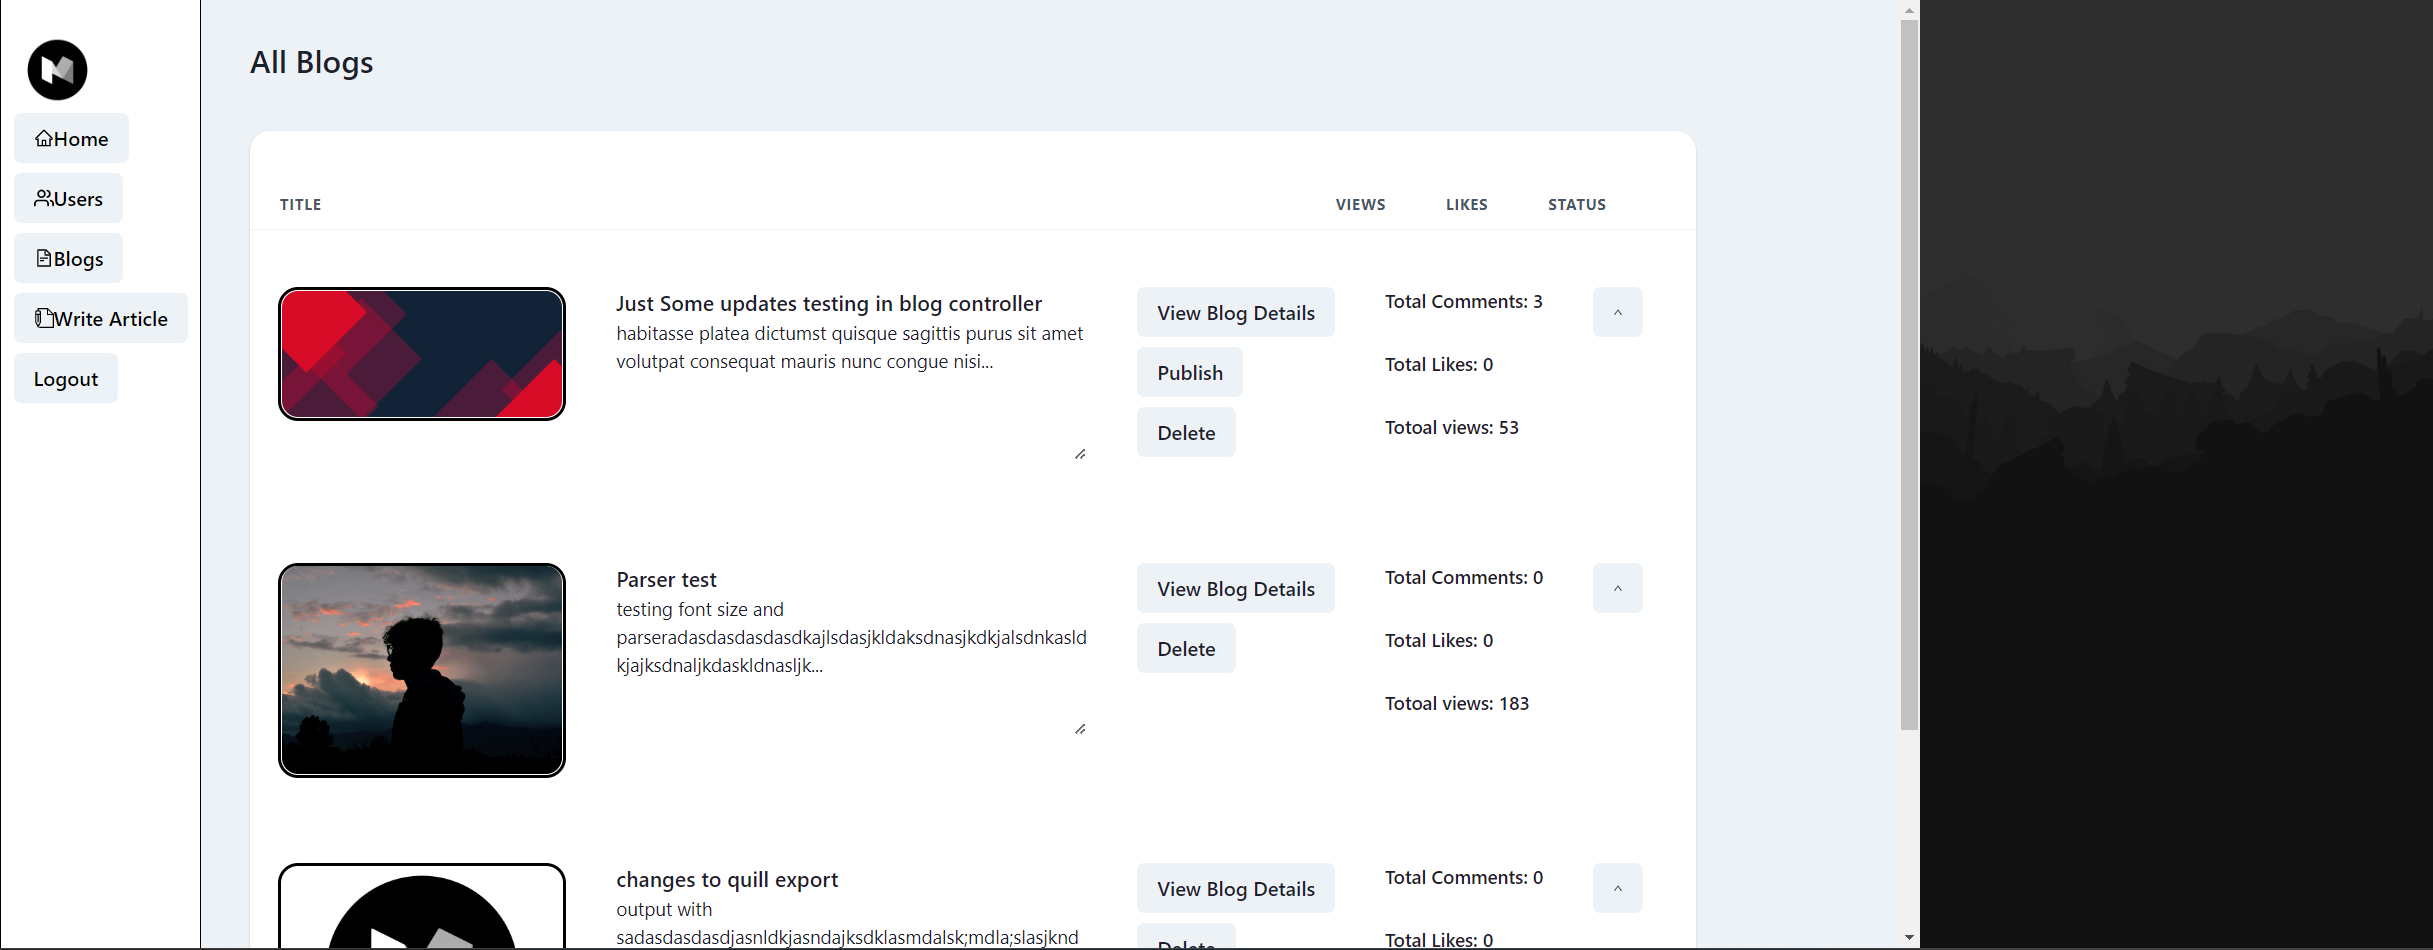 All Blogs
Home
Users
Blogs
Write Article
Logout
TITLE
VIEWS
LIKES
STATUS
Just Some updates testing in blog controller
habitasse platea dictumst quisque sagittis purus sit amet
volutpat consequat mauris nunc congue nisi...
View Blog Details
Publish
Delete
Total Comments: 3
Total Likes: 0
Totoal views: 53
Parser test
testing font size and
parseradasdasdasdasdkajlsdasjkldaksdnasjkdkjalsdnkasld
kjajksdnaljkdaskldnasljk...
View Blog Details
Delete
Total Comments: 0
Total Likes: 0
Totoal views: 183
changes to quill export
output with
sadasdasdasdjasnldkjasndajksdklasmdalsk;mdla;slasjknd
View Blog Details
Delete
Total Comments: 0
Total Likes: 0